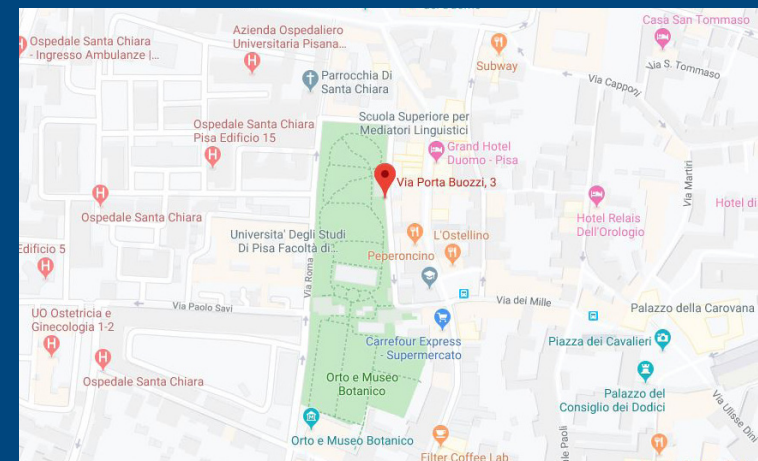 Casa San Tommaso
Azienda Ospedaliero
Universitaria Pisana...
Ospedale Santa Chiara
- Ingresso Ambulanze |...
Subway
Via S. Tommaso
Parrocchia Di
Santa Chiara
Via Capponi
Scuola Superiore per
Mediatori Linguistici
Ospedale Santa Chiara
Pisa Edificio 15
Grand Hotel
Duomo - Pisa
Via Porta Buozzi, 3
Via Martiri
Hotel di
Ospedale Santa Chiara
Hotel Relais
Dell'Orologio
Universita' Degli Studi
Di Pisa Facoltà di...
L'Ostellino
Edificio 5
Peperoncino
Via Roma
Via Paolo Savi
Via dei Mille
Palazzo della Carovana
UO Ostetricia e
Ginecologia 1-2
Carrefour Express
- Supermercato
Piazza dei Cavalieri
Ospedale Santa Chiara
Orto e Museo
Botanico
Palazzo del
Consiglio dei Dodici
Via Ulisse Dini
Orto e Museo Botanico
Filter Coffee Lab
le Paoli